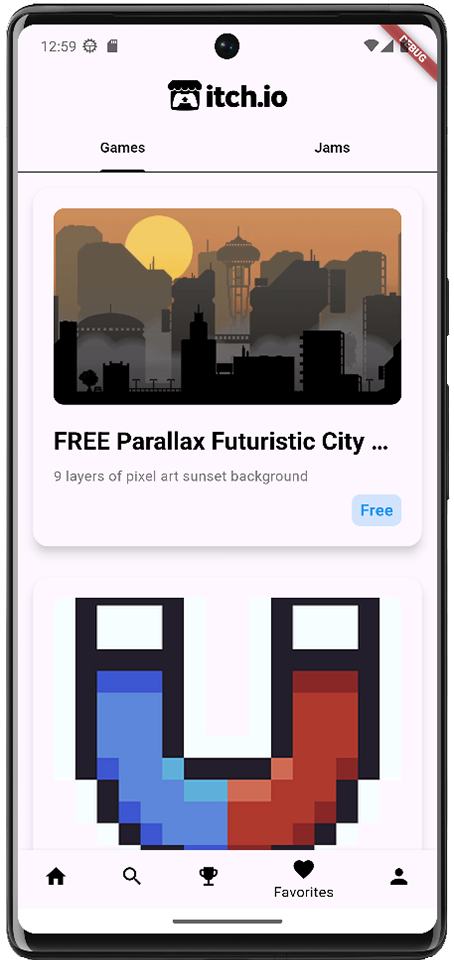 12:59
DEBUG
itch.io
Games
Jams
FREE Parallax Futuristic City ...
9 layers of pixel art sunset background
Free
Favorites